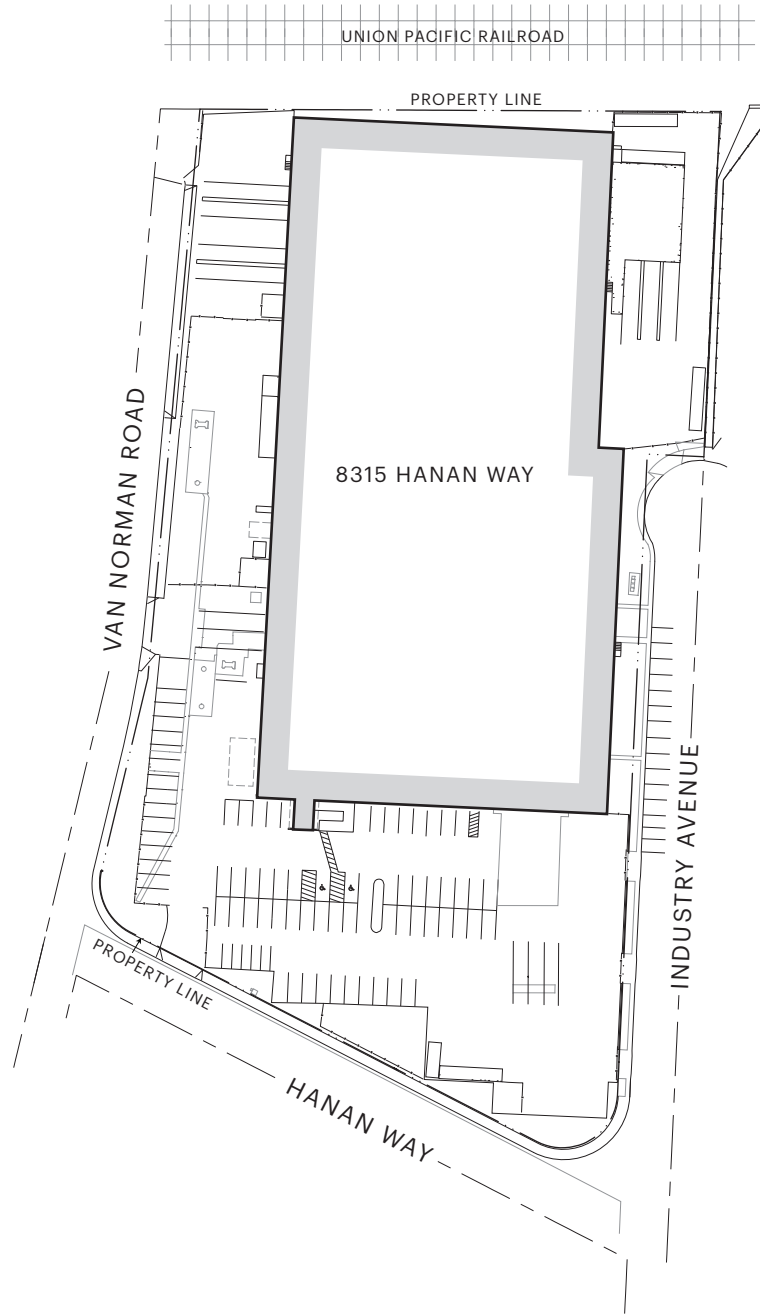 UNION PACIFIC RAILROAD
PROPERTY LINE
8315 HANAN WAY
VAN NORMAN ROAD
INDUSTRY AVENUE
PROPERTY LINE
HANAN WAY